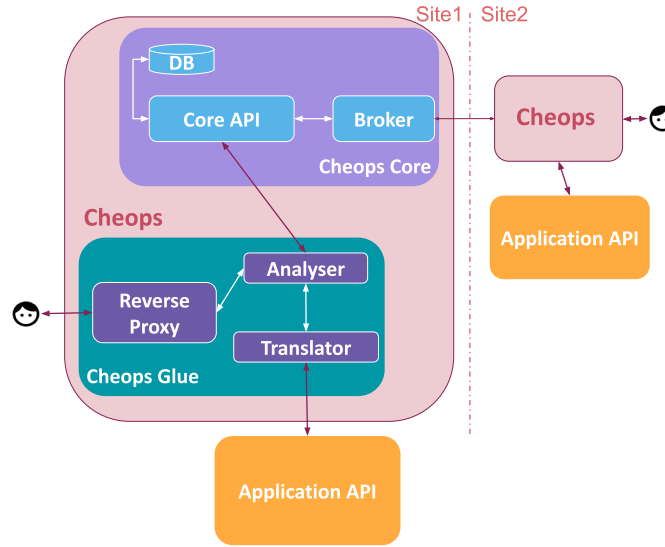 Site1
Site2
DB
Core API
Broker
Cheops Core
Cheops
Application API
Cheops
Analyser
Reverse
Proxy
Translator
Cheops Glue
Application API